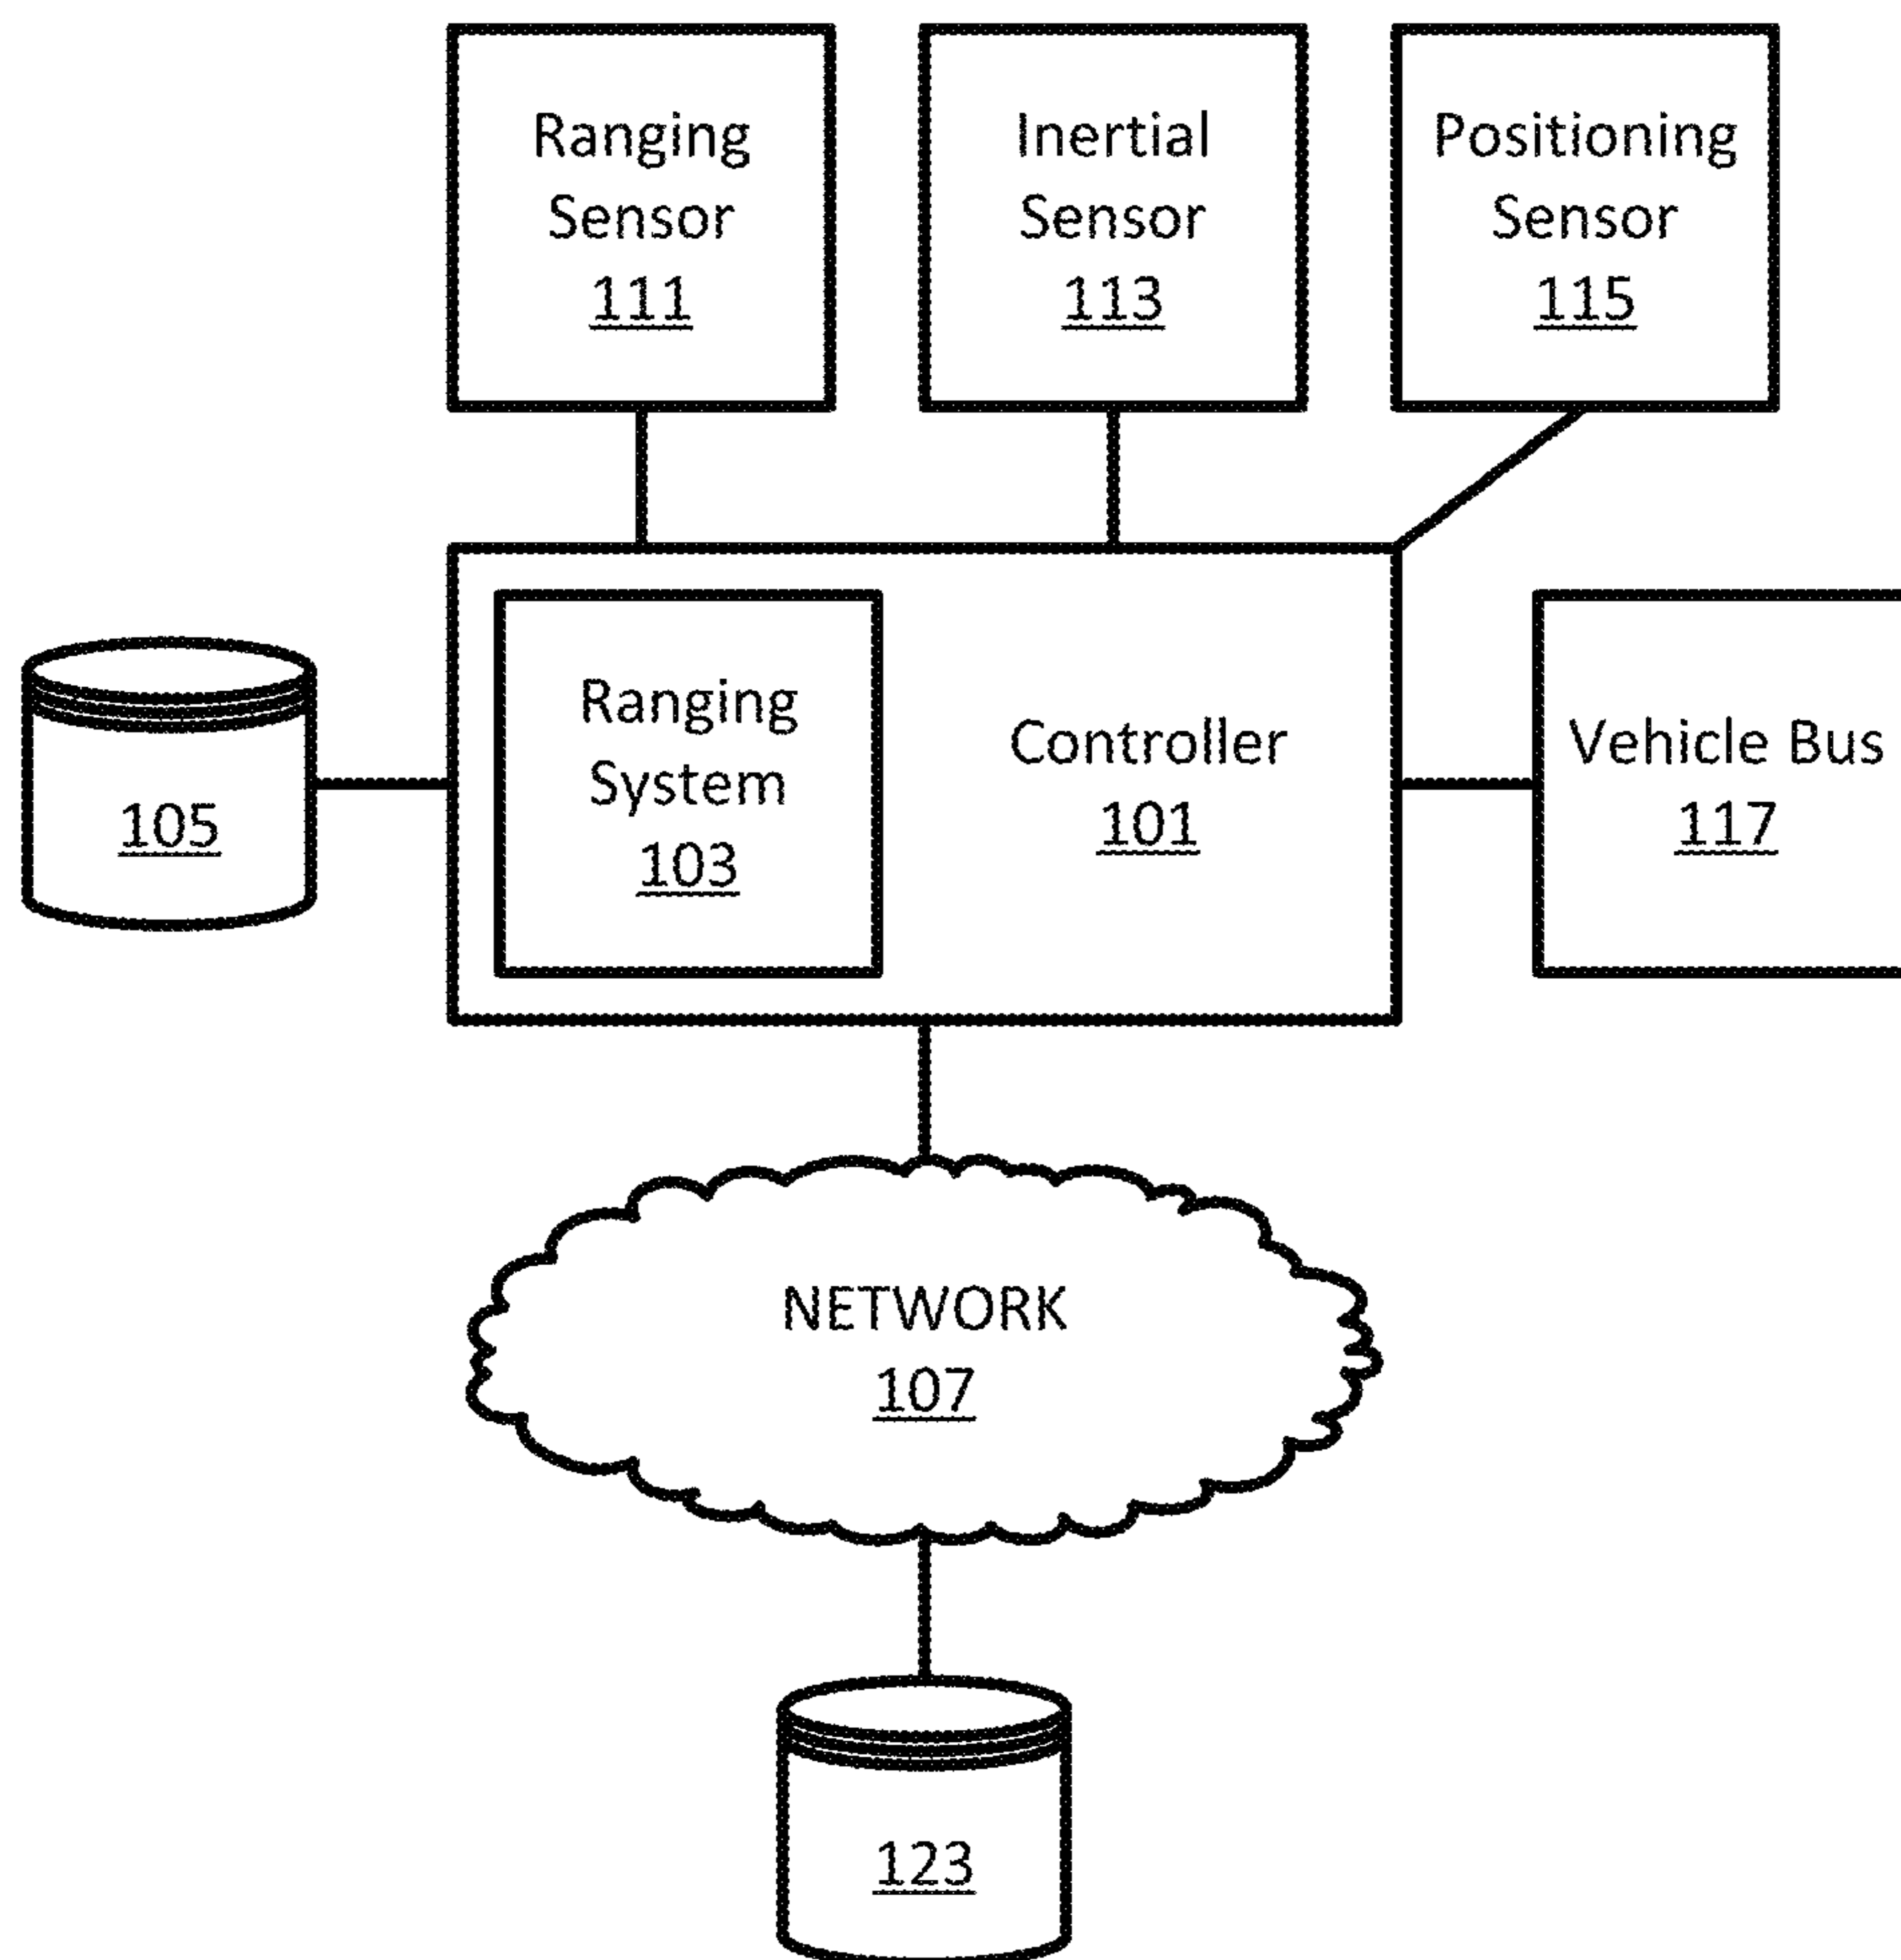 Ranging
Sensor
111
Inertial
Sensor
113
Positioning
Sensor
115
105
Ranging
System
103
Controller
101
Vehicle Bus
117
NETWORK
107
123